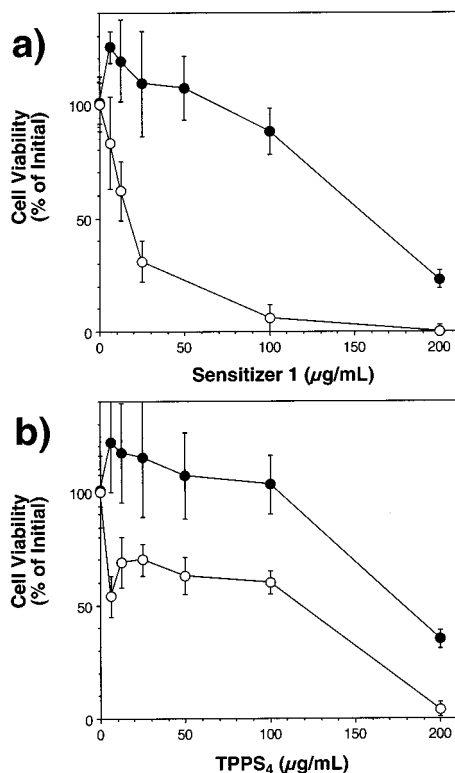 a)
Cell Viability
(% of Initial)
100
50
0
0 50 100 150 200
Sensitizer 1 (µg/mL)
b)
Cell Viability
(% of Initial)
100
50
0
0 50 100 150 200
TPPS₄ (µg/mL)